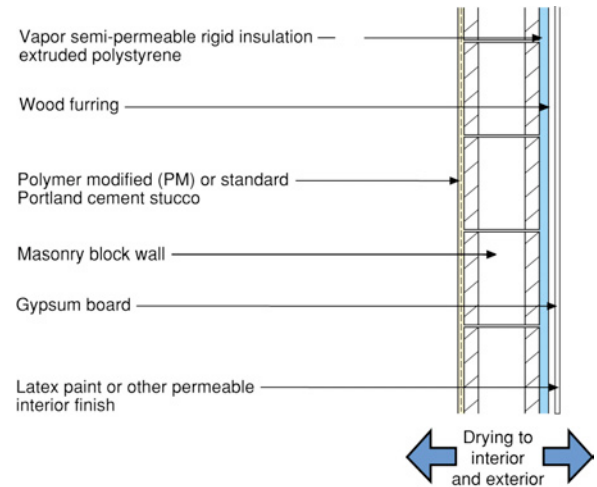 Vapor semi-permeable rigid insulation —
extruded polystyrene
Wood furring
Polymer modified (PM) or standard
Portland cement stucco
Masonry block wall
Gypsum board
Latex paint or other permeable
interior finish
Drying to
interior
and exterior